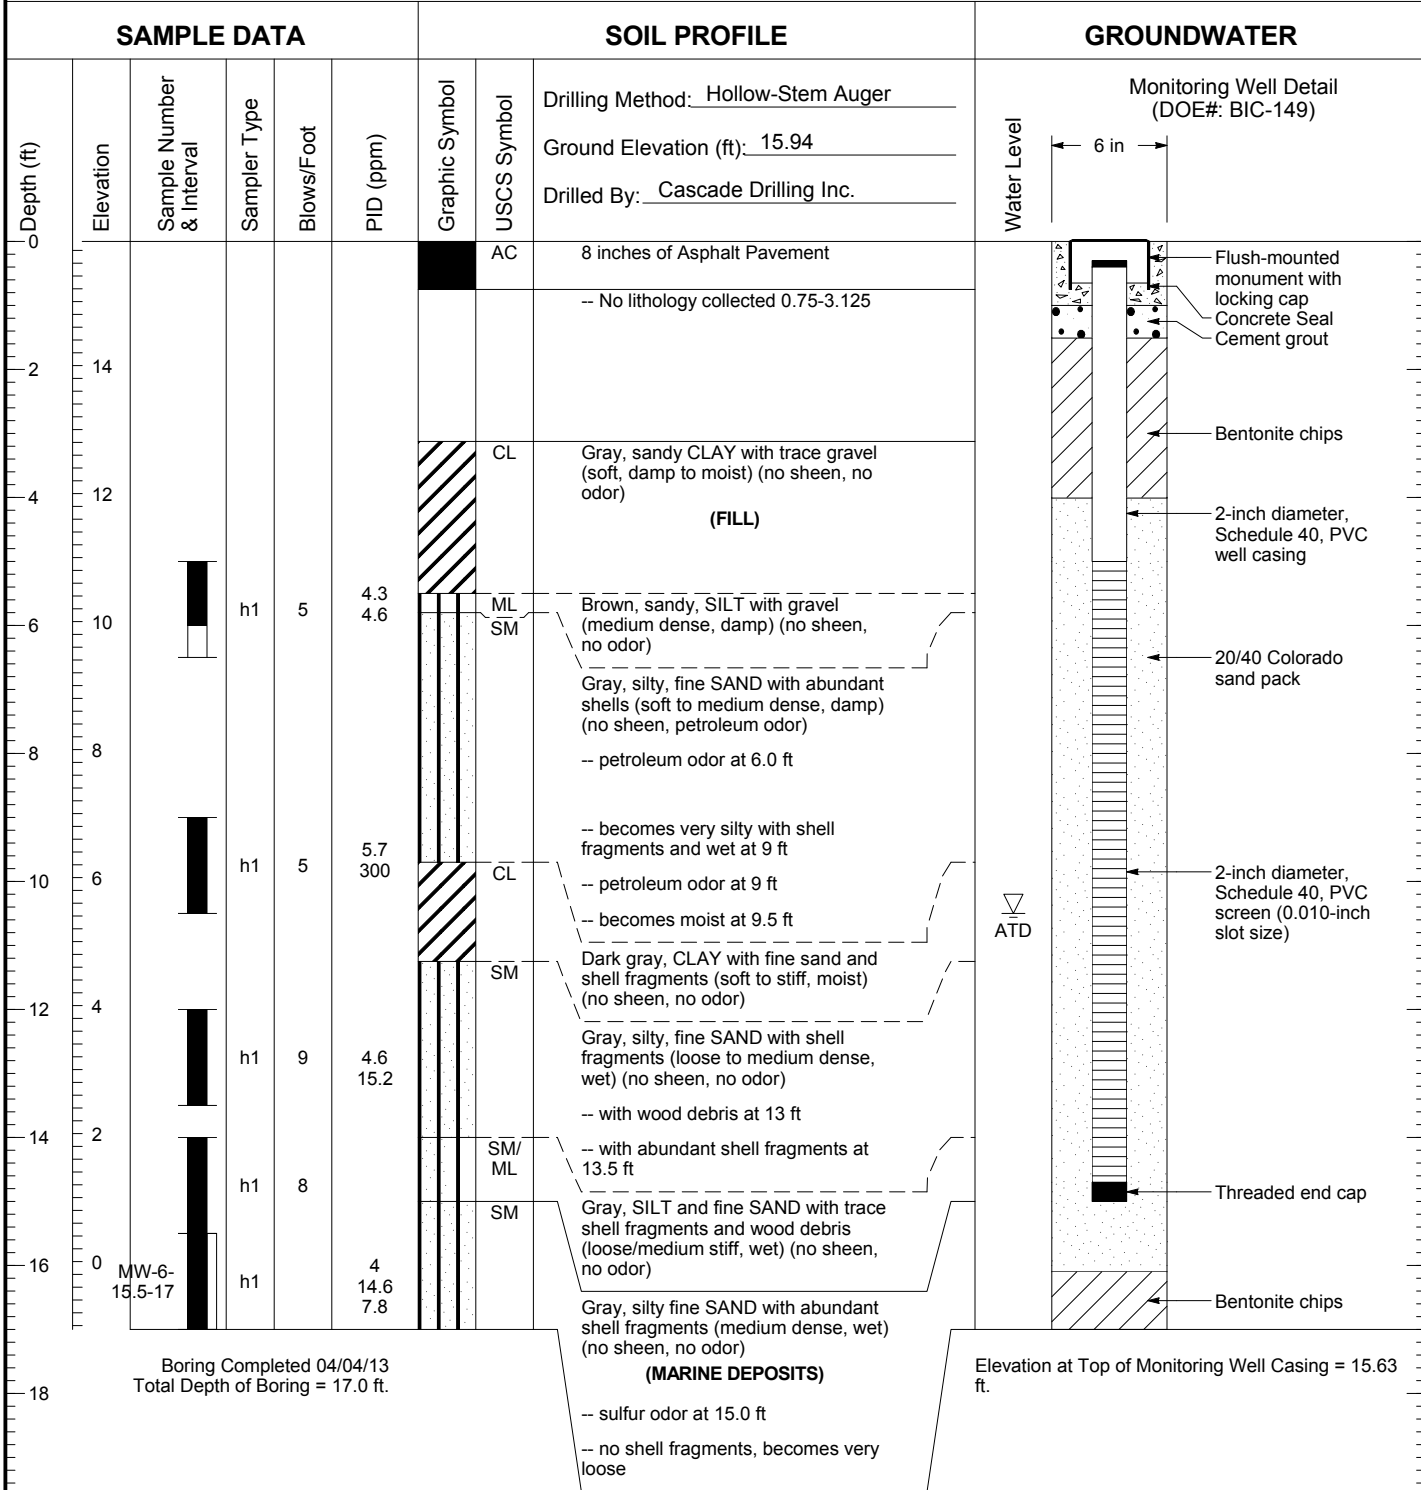 SAMPLE DATA
SOIL PROFILE
GROUNDWATER
Depth (ft)
Elevation
Sample Number
& Interval
Sampler Type
Blows/Foot
PID (ppm)
Graphic Symbol
USCS Symbol
Drilling Method: Hollow-Stem Auger
Ground Elevation (ft): 15.94
Drilled By: Cascade Drilling Inc.
Water Level
Monitoring Well Detail
(DOE#: BIC-149)
6 in
0
2
4
6
8
10
12
14
16
18
14
12
10
8
6
4
2
0
MW-6-
15.5-17
h1
h1
h1
h1
h1
5
5
9
8
4.3
4.6
5.7
300
4.6
15.2
4
14.6
7.8
AC
CL
ML
SM
CL
SM
SM/
ML
SM
8 inches of Asphalt Pavement
-- No lithology collected 0.75-3.125
Gray, sandy CLAY with trace gravel
(soft, damp to moist) (no sheen, no
odor)
(FILL)
Brown, sandy, SILT with gravel
(medium dense, damp) (no sheen,
no odor)
Gray, silty, fine SAND with abundant
shells (soft to medium dense, damp)
(no sheen, petroleum odor)
-- petroleum odor at 6.0 ft
-- becomes very silty with shell
fragments and wet at 9 ft
-- petroleum odor at 9 ft
-- becomes moist at 9.5 ft
Dark gray, CLAY with fine sand and
shell fragments (soft to stiff, moist)
(no sheen, no odor)
Gray, silty, fine SAND with shell
fragments (loose to medium dense,
wet) (no sheen, no odor)
-- with wood debris at 13 ft
-- with abundant shell fragments at
13.5 ft
Gray, SILT and fine SAND with trace
shell fragments and wood debris
(loose/medium stiff, wet) (no sheen,
no odor)
Gray, silty fine SAND with abundant
shell fragments (medium dense, wet)
(no sheen, no odor)
(MARINE DEPOSITS)
-- sulfur odor at 15.0 ft
-- no shell fragments, becomes very
loose
ATD
Flush-mounted
monument with
locking cap
Concrete Seal
Cement grout
Bentonite chips
2-inch diameter,
Schedule 40, PVC
well casing
20/40 Colorado
sand pack
2-inch diameter,
Schedule 40, PVC
screen (0.010-inch
slot size)
Threaded end cap
Bentonite chips
Boring Completed 04/04/13
Total Depth of Boring = 17.0 ft.
Elevation at Top of Monitoring Well Casing = 15.63
ft.